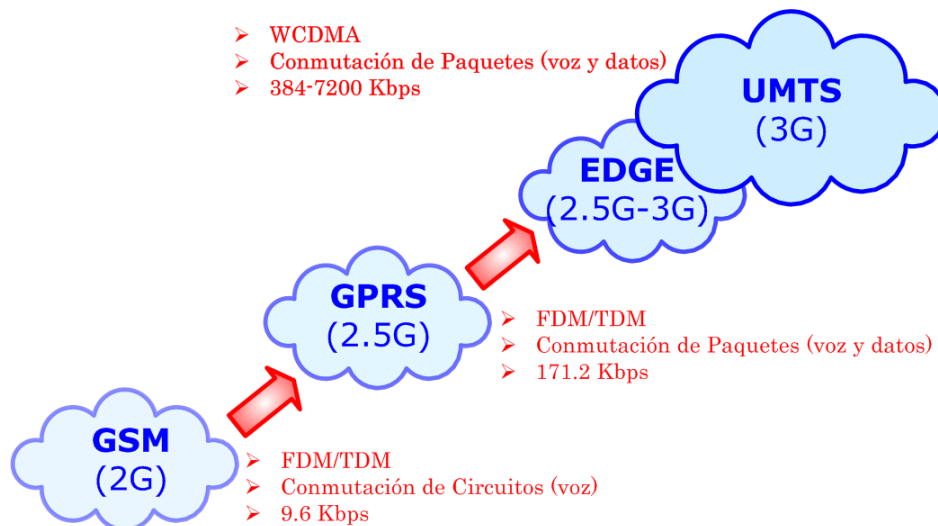 WCDMA
Conmutación de Paquetes (voz y datos)
384-7200 Kbps
UMTS
(3G)
EDGE
(2.5G-3G)
GPRS
(2.5G)
FDM/TDM
Conmutación de Paquetes (voz y datos)
171.2 Kbps
GSM
(2G)
FDM/TDM
Conmutación de Circuitos (voz)
9.6 Kbps